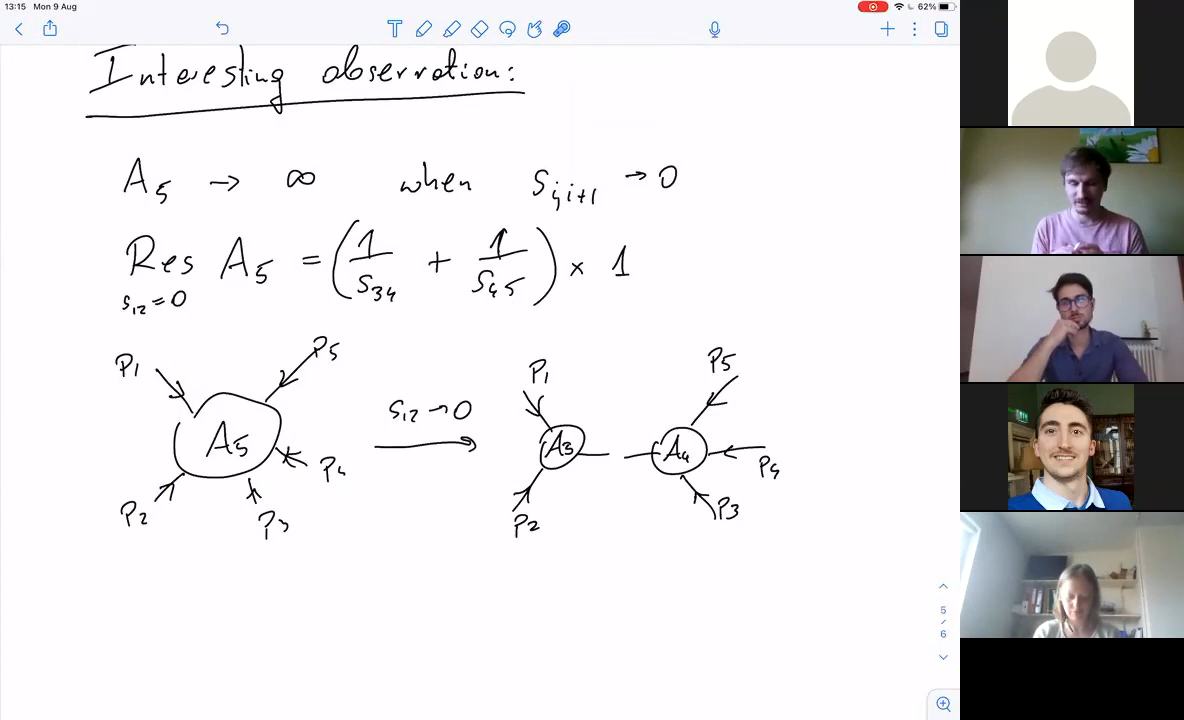 13:15 Mon 9 Aug 62%
Interesting observation:
A₅ → ∞ when s_{i,i+1} → 0
Res_{s₁₂=0} A₅ = (1/s₃₄ + 1/s₄₅) × 1
P1 P5 P1 P5
s₁₂→0
A₅ A₃ A₄
P4 P4
P2 P3 P2 P3
5
/
6